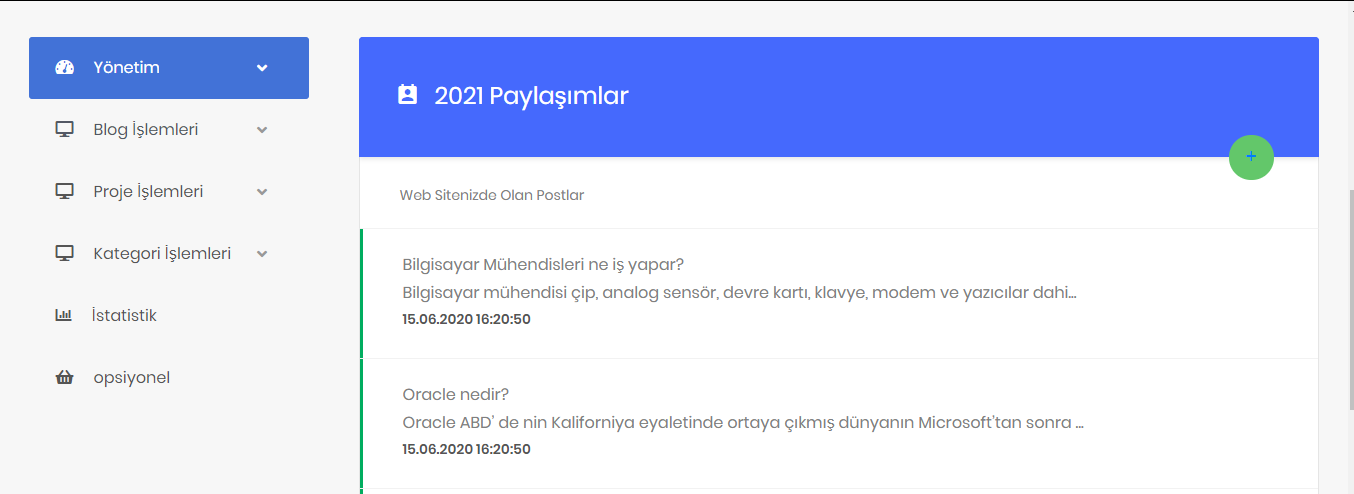 Yönetim
Blog İşlemleri
Proje İşlemleri
Kategori İşlemleri
İstatistik
opsiyonel
2021 Paylaşımlar
+
Web Sitenizde Olan Postlar
Bilgisayar Mühendisleri ne iş yapar?
Bilgisayar mühendisi çip, analog sensör, devre kartı, klavye, modem ve yazıcılar dahi...
15.06.2020 16:20:50
Oracle nedir?
Oracle ABD’ de nin Kaliforniya eyaletinde ortaya çıkmış dünyanın Microsoft’tan sonra ...
15.06.2020 16:20:50